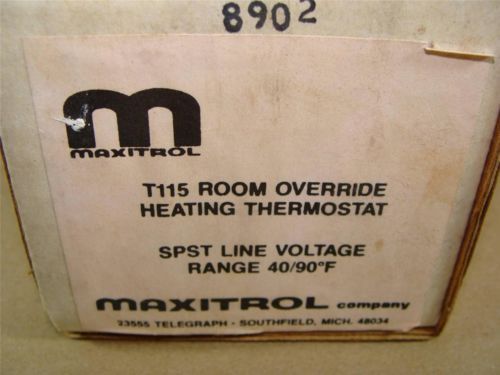 8902
m
MAXITROL
T115 ROOM OVERRIDE
HEATING THERMOSTAT
SPST LINE VOLTAGE
RANGE 40/90°F
MAXITROL company
23555 TELEGRAPH · SOUTHFIELD, MICH. 48034